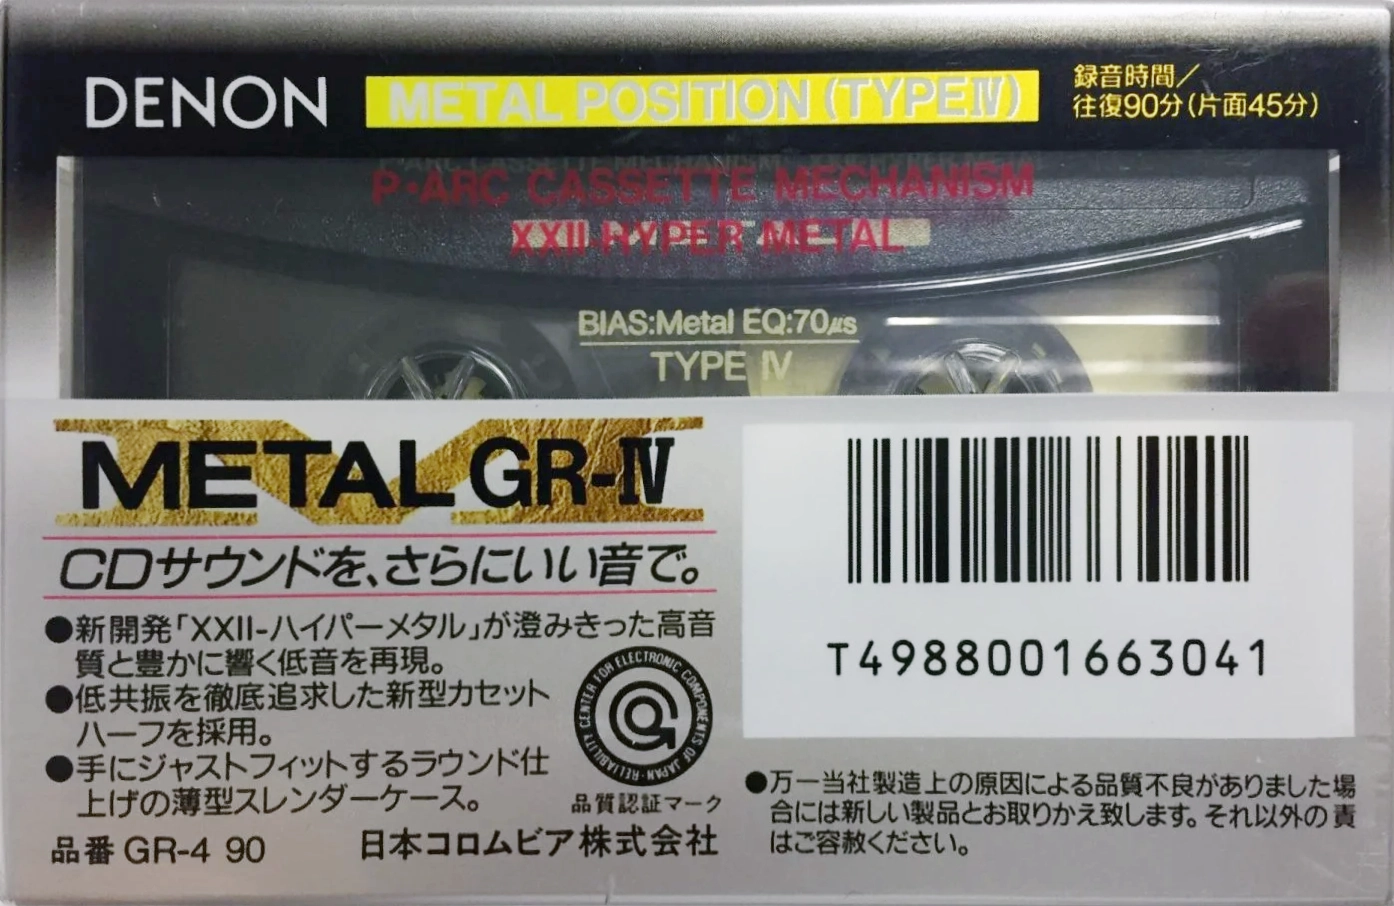 DENON
METAL POSITION (TYPE IV)
録音時間/
往復90分(片面45分)
P•ARC CASSETTE MECHANISM
XXII-HYPER METAL
BIAS:Metal EQ:70µs
TYPE IV
METAL GR-IV
CDサウンドを、さらにいい音で。
●新開発「XXII-ハイパーメタル」が澄みきった高音
質と豊かに響く低音を再現。
●低共振を徹底追求した新型カセット
ハーフを採用。
●手にジャストフィットするラウンド仕
上げの薄型スレンダーケース。
RELIABILITY CENTER FOR ELECTRONIC COMPONENTS OF JAPAN
品質認証マーク
品番 GR-4 90
日本コロムビア株式会社
T4988001663041
●万一当社製造上の原因による品質不良がありました場
合には新しい製品とお取りかえ致します。それ以外の責
はご容赦ください。